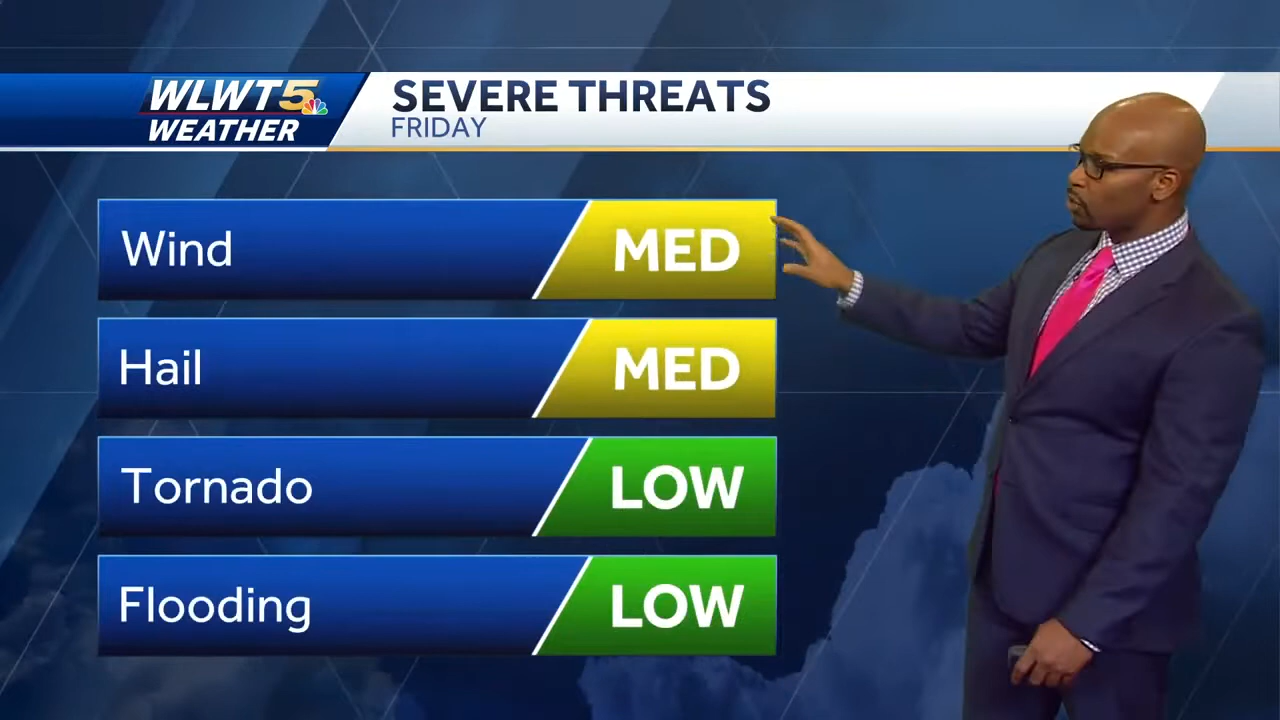 WLWT5
WEATHER
SEVERE THREATS
FRIDAY
Wind MED
Hail MED
Tornado LOW
Flooding LOW